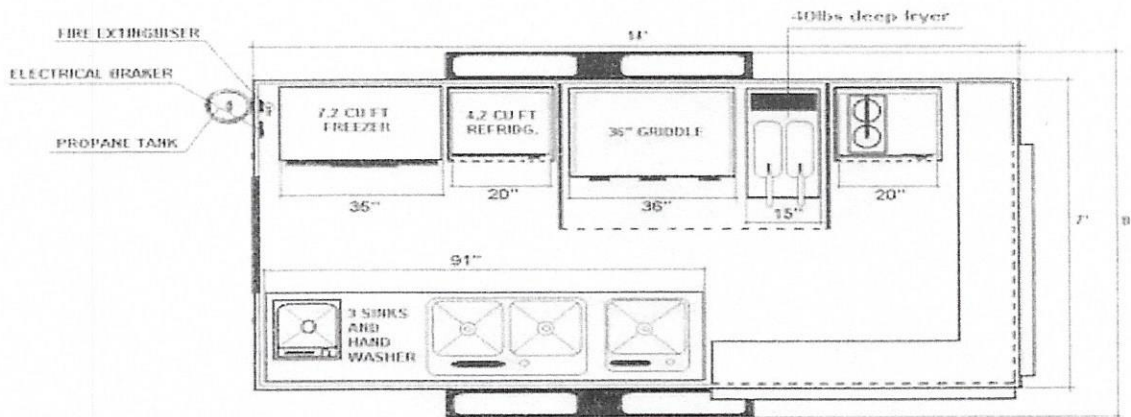 40lbs deep fryer
14'
FIRE EXTINGUISER
ELECTRICAL BRAKER
PROPANE TANK
7.2 CU FT
FREEZER
4.2 CU FT
REFRIDG.
36" GRIDDLE
35"
20"
36"
15"
20"
7'
8
91"
3 SINKS
AND
HAND
WASHER